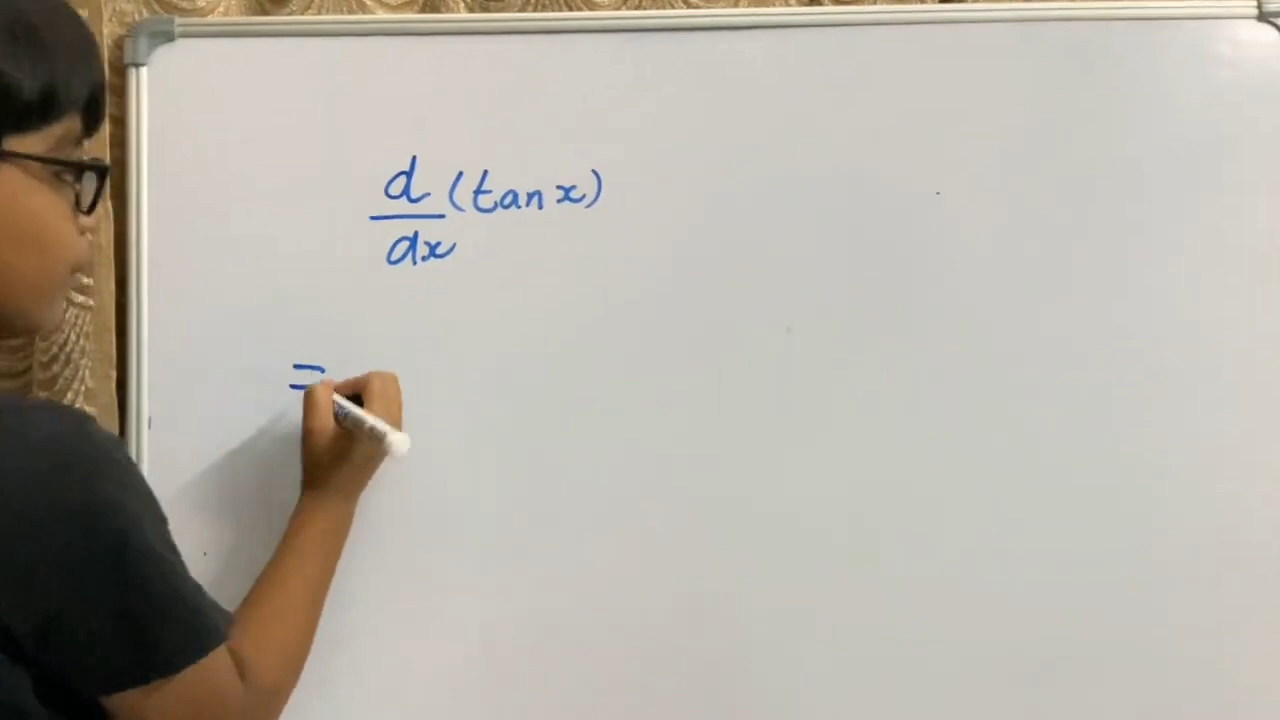 d/dx (tan x)
=